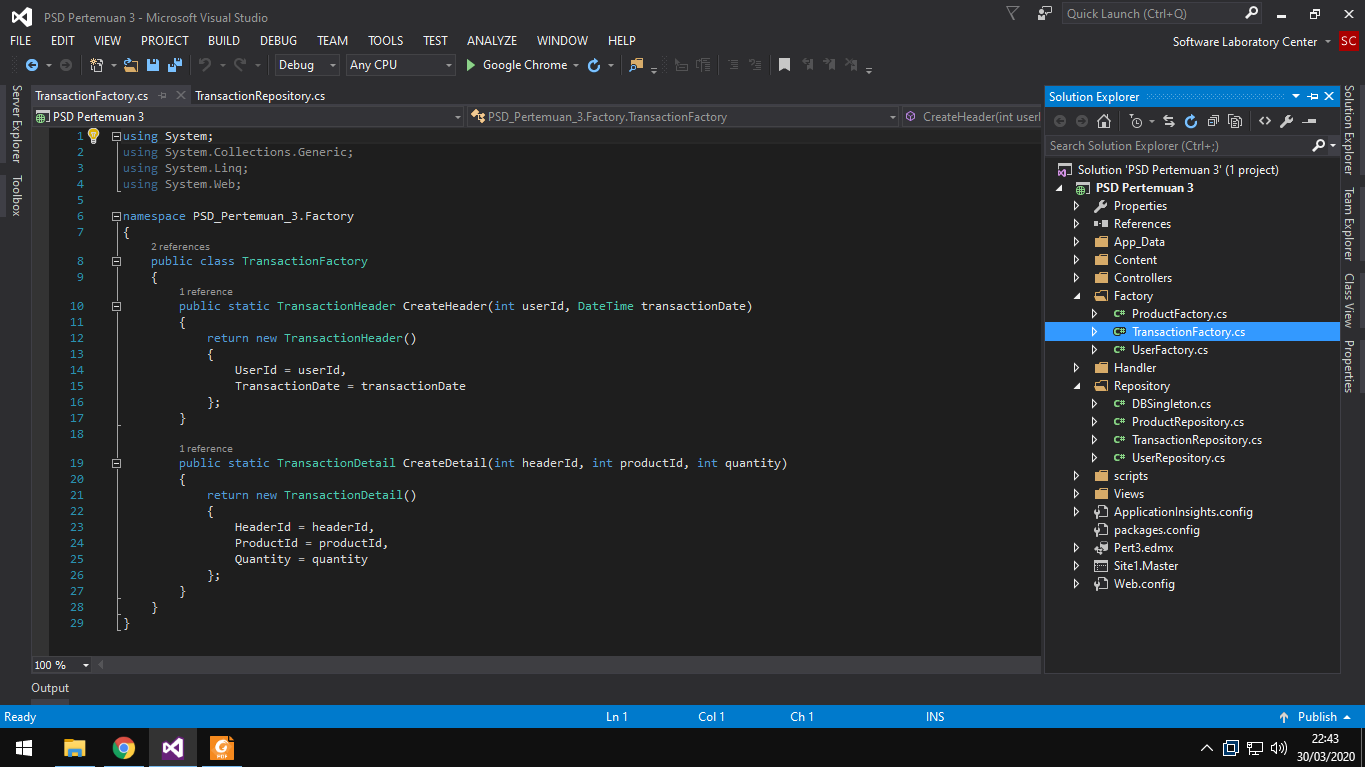 PSD Pertemuan 3 - Microsoft Visual Studio
Quick Launch (Ctrl+Q)
FILE EDIT VIEW PROJECT BUILD DEBUG TEAM TOOLS TEST ANALYZE WINDOW HELP
Software Laboratory Center SC
Debug Any CPU Google Chrome
Server Explorer
Toolbox
TransactionFactory.cs TransactionRepository.cs
PSD Pertemuan 3 PSD_Pertemuan_3.Factory.TransactionFactory CreateHeader(int userI
1 using System;
2 using System.Collections.Generic;
3 using System.Linq;
4 using System.Web;
5
6 namespace PSD_Pertemuan_3.Factory
7 {
2 references
8 public class TransactionFactory
9 {
1 reference
10 public static TransactionHeader CreateHeader(int userId, DateTime transactionDate)
11 {
12 return new TransactionHeader()
13 {
14 UserId = userId,
15 TransactionDate = transactionDate
16 };
17 }
18
1 reference
19 public static TransactionDetail CreateDetail(int headerId, int productId, int quantity)
20 {
21 return new TransactionDetail()
22 {
23 HeaderId = headerId,
24 ProductId = productId,
25 Quantity = quantity
26 };
27 }
28 }
29 }
100 %
Output
Solution Explorer
Search Solution Explorer (Ctrl+;)
Solution 'PSD Pertemuan 3' (1 project)
PSD Pertemuan 3
Properties
References
App_Data
Content
Controllers
Factory
C# ProductFactory.cs
C# TransactionFactory.cs
C# UserFactory.cs
Handler
Repository
C# DBSingleton.cs
C# ProductRepository.cs
C# TransactionRepository.cs
C# UserRepository.cs
scripts
Views
ApplicationInsights.config
packages.config
Pert3.edmx
Site1.Master
Web.config
Solution Explorer
Team Explorer
Class View
Properties
Ready Ln 1 Col 1 Ch 1 INS Publish
PDF
22:43
30/03/2020